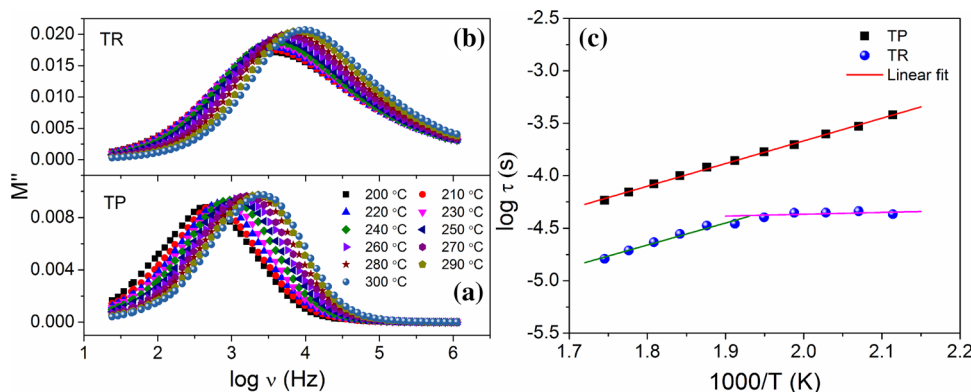 TR
(b)
0.020
0.015
0.010
0.005
0.000
M"
TP
200 °C 210 °C
220 °C 230 °C
240 °C 250 °C
260 °C 270 °C
280 °C 290 °C
300 °C
(a)
0.008
0.004
0.000
1 2 3 4 5 6
log ν (Hz)
(c)
TP
TR
Linear fit
-2.5
-3.0
-3.5
-4.0
-4.5
-5.0
-5.5
log τ (s)
1.7 1.8 1.9 2.0 2.1 2.2
1000/T (K)